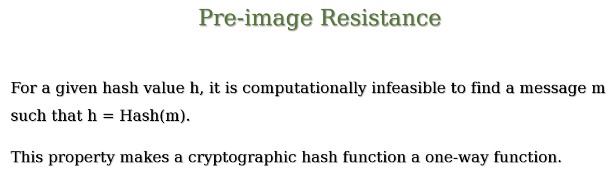 Pre-image Resistance
For a given hash value h, it is computationally infeasible to find a message m
such that h = Hash(m).
This property makes a cryptographic hash function a one-way function.